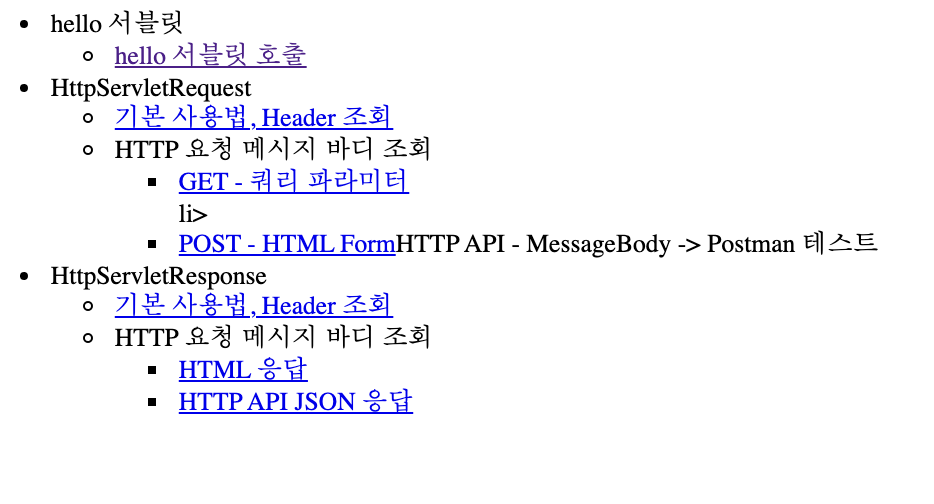 hello 서블릿
hello 서블릿 호출
HttpServletRequest
기본 사용법, Header 조회
HTTP 요청 메시지 바디 조회
GET - 쿼리 파라미터
li>
POST - HTML FormHTTP API - MessageBody -> Postman 테스트
HttpServletResponse
기본 사용법, Header 조회
HTTP 요청 메시지 바디 조회
HTML 응답
HTTP API JSON 응답